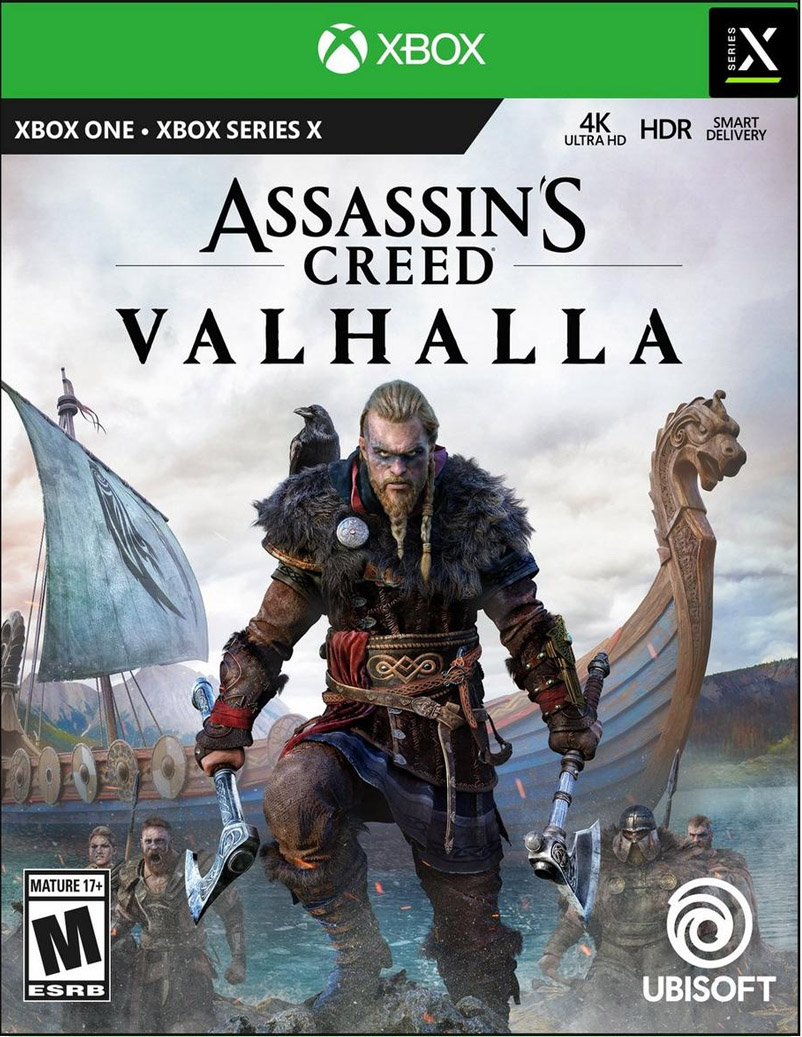 XBOX
SERIES X
XBOX ONE • XBOX SERIES X
4K
ULTRA HD
HDR
SMART
DELIVERY
ASSASSIN'S
CREED®
VALHALLA
MATURE 17+
M
ESRB
UBISOFT